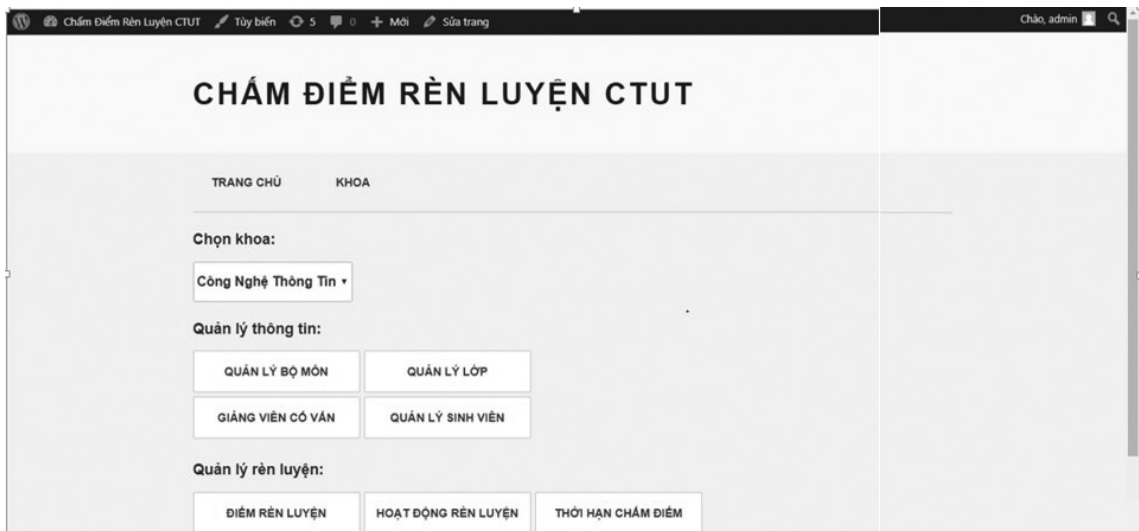 Chấm Điểm Rèn Luyện CTUT Tùy biến 5 0 Mới Sửa trang Chào, admin
CHẤM ĐIỂM RÈN LUYỆN CTUT
TRANG CHỦ KHOA
Chọn khoa:
Công Nghệ Thông Tin
Quản lý thông tin:
QUẢN LÝ BỘ MÔN QUẢN LÝ LỚP
GIẢNG VIÊN CỐ VẤN QUẢN LÝ SINH VIÊN
Quản lý rèn luyện:
ĐIỂM RÈN LUYỆN HOẠT ĐỘNG RÈN LUYỆN THỜI HẠN CHẤM ĐIỂM